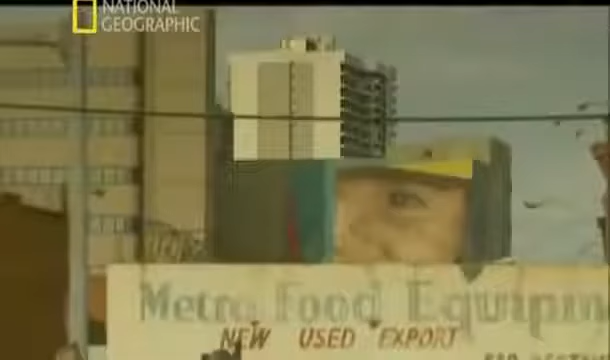 NATIONAL
GEOGRAPHIC
Metro Food Equipm
NEW USED EXPORT